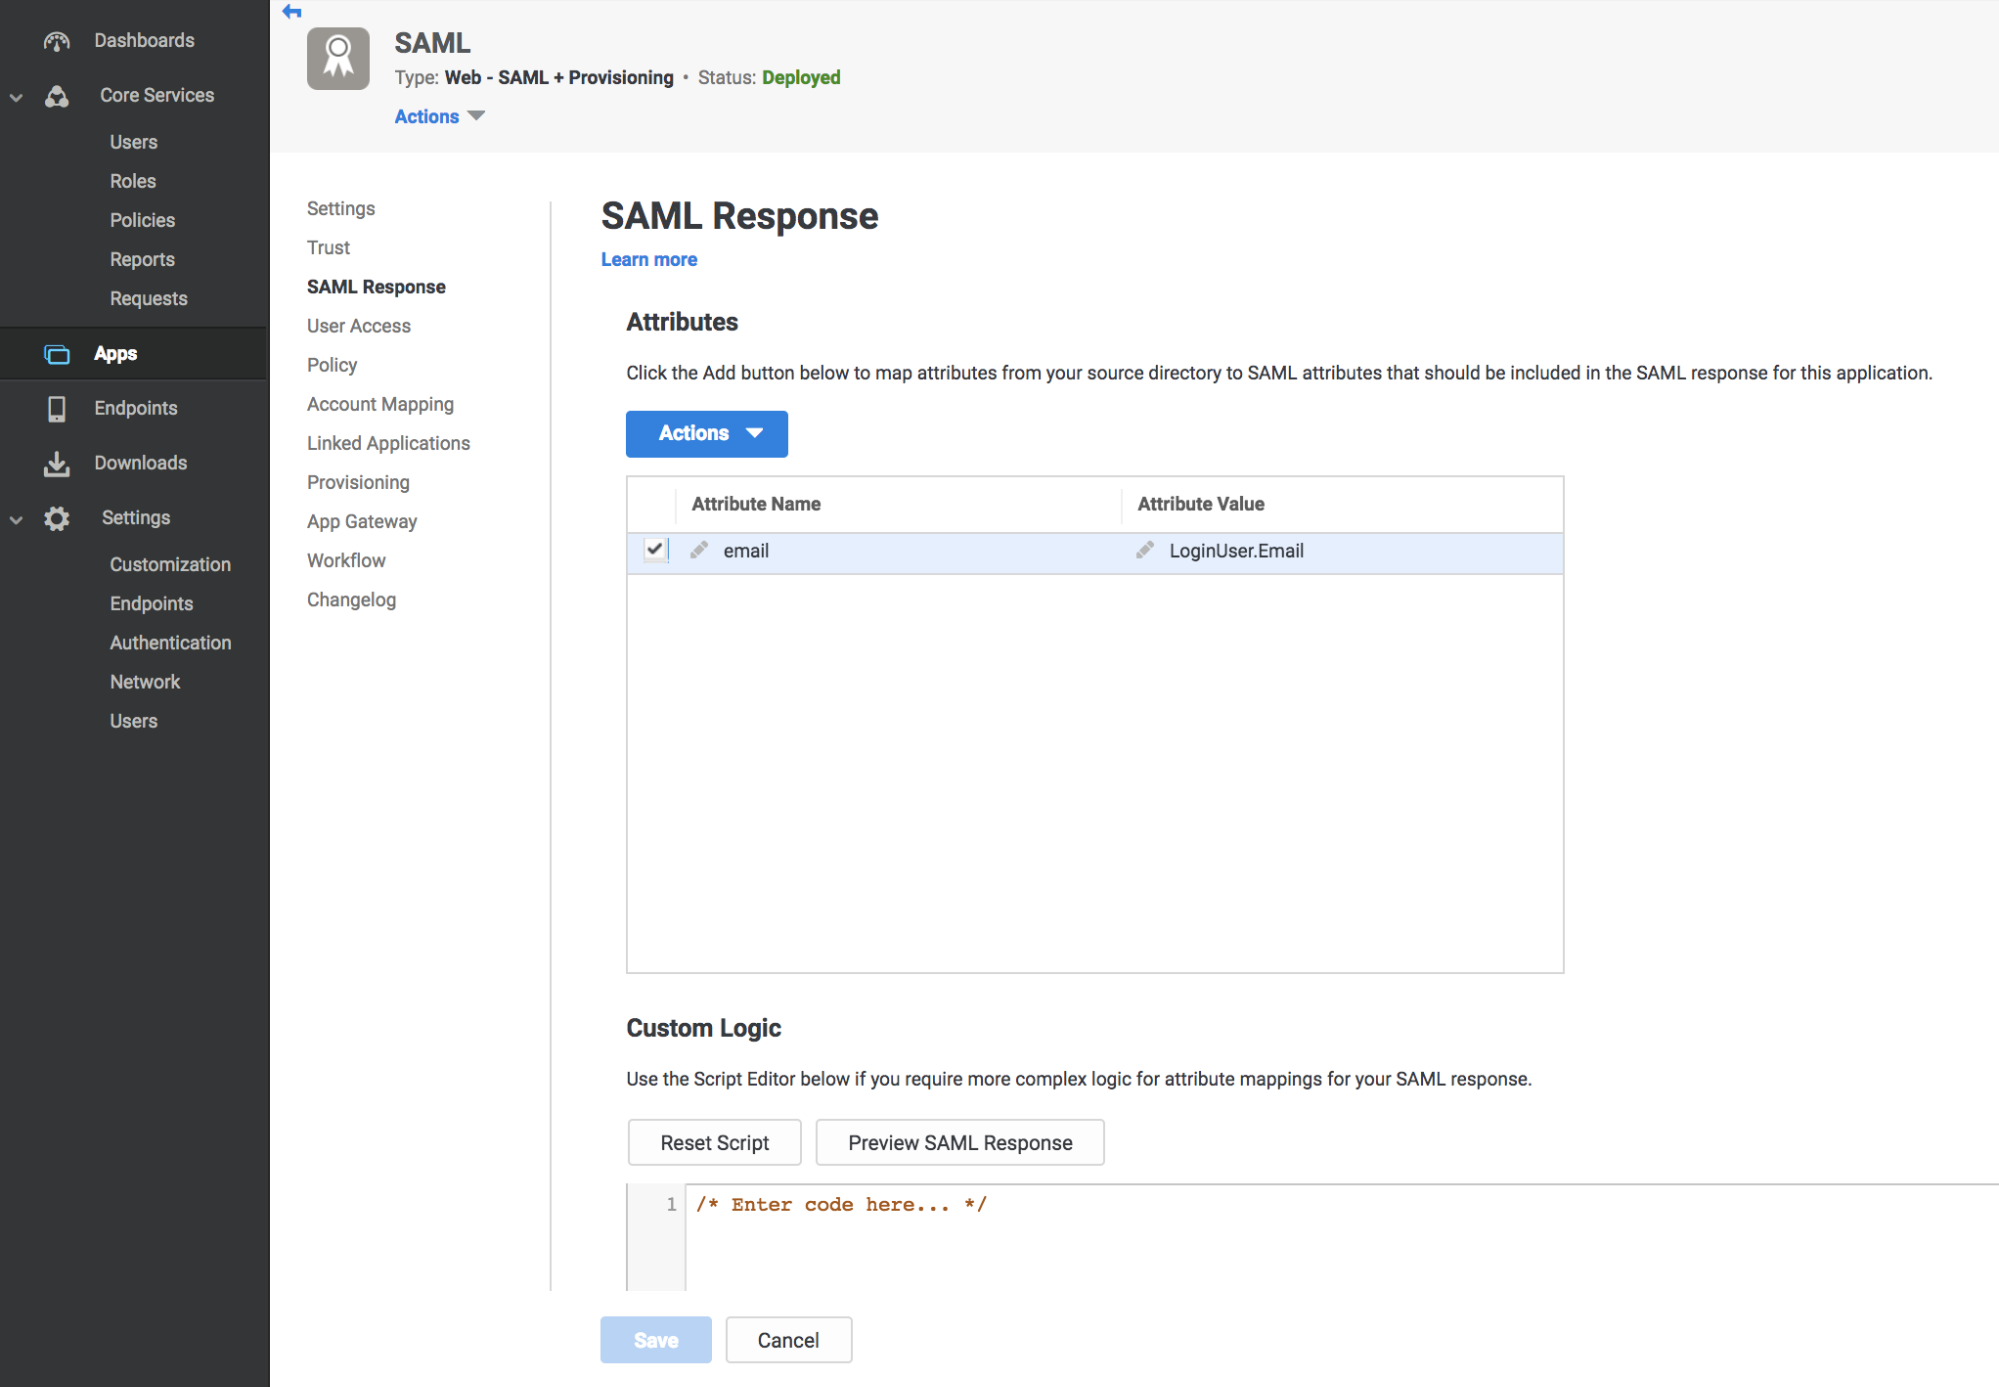 Dashboards
Core Services
Users
Roles
Policies
Reports
Requests
Apps
Endpoints
Downloads
Settings
Customization
Endpoints
Authentication
Network
Users
SAML
Type: Web - SAML + Provisioning • Status: Deployed
Actions
Settings
Trust
SAML Response
User Access
Policy
Account Mapping
Linked Applications
Provisioning
App Gateway
Workflow
Changelog
SAML Response
Learn more
Attributes
Click the Add button below to map attributes from your source directory to SAML attributes that should be included in the SAML response for this application.
Actions
Attribute Name Attribute Value
email LoginUser.Email
Custom Logic
Use the Script Editor below if you require more complex logic for attribute mappings for your SAML response.
Reset Script Preview SAML Response
1 /* Enter code here... */
Save Cancel